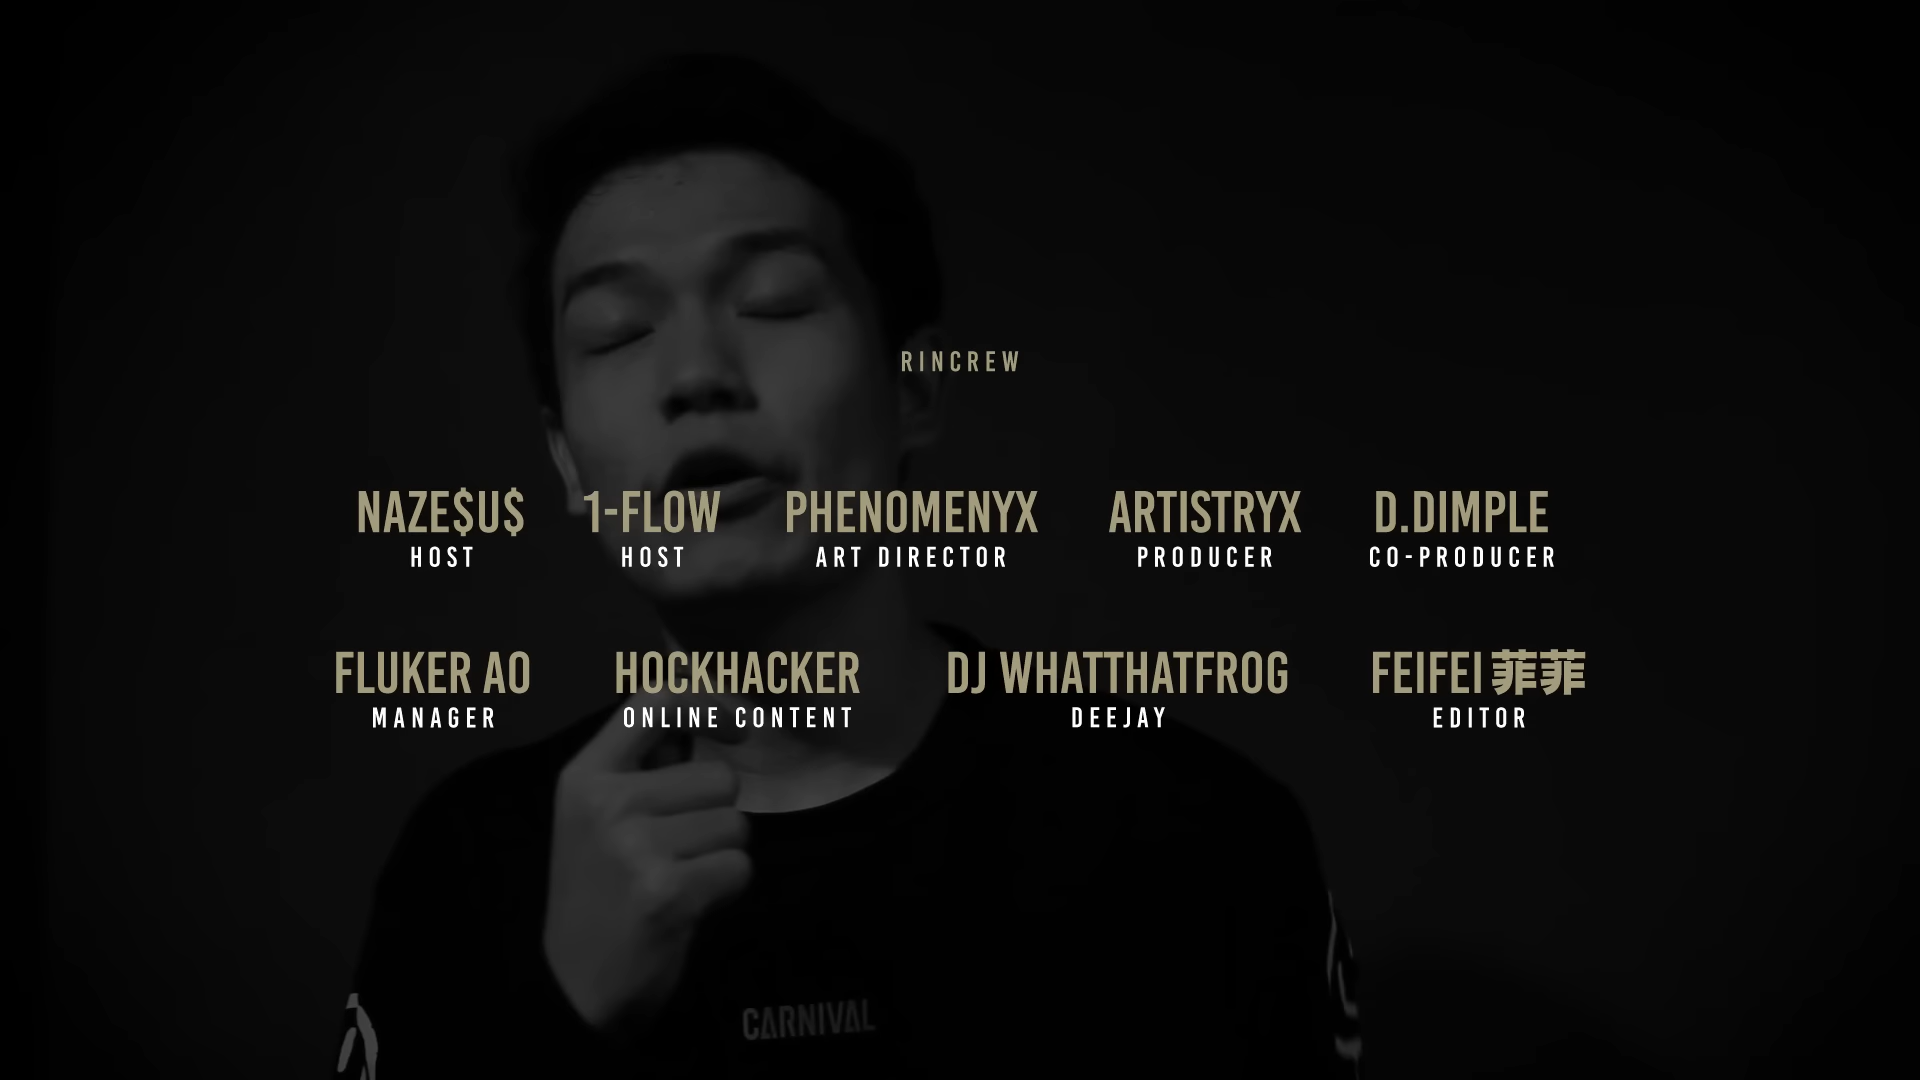 RINCREW
NAZE$U$ 1-FLOW PHENOMENYX ARTISTRYX D.DIMPLE
HOST HOST ART DIRECTOR PRODUCER CO-PRODUCER
FLUKER AO HOCKHACKER DJ WHATTHATFROG FEIFEI 菲菲
MANAGER ONLINE CONTENT DEEJAY EDITOR
CARNIVAL